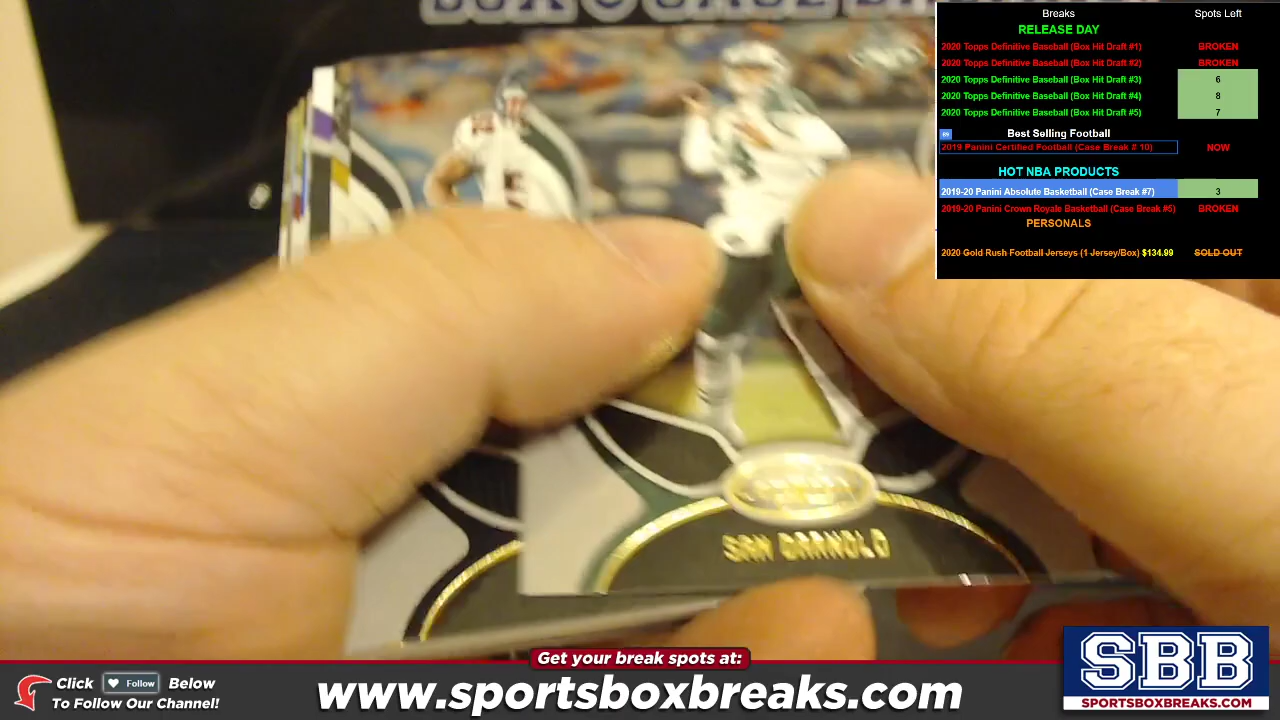 Breaks Spots Left
RELEASE DAY
2020 Topps Definitive Baseball (Box Hit Draft #1) BROKEN
2020 Topps Definitive Baseball (Box Hit Draft #2) BROKEN
2020 Topps Definitive Baseball (Box Hit Draft #3) 6
2020 Topps Definitive Baseball (Box Hit Draft #4) 8
2020 Topps Definitive Baseball (Box Hit Draft #5) 7
89 Best Selling Football
2019 Panini Certified Football (Case Break # 10) NOW
HOT NBA PRODUCTS
2019-20 Panini Absolute Basketball (Case Break #7) 3
2019-20 Panini Crown Royale Basketball (Case Break #5) BROKEN
PERSONALS
2020 Gold Rush Football Jerseys (1 Jersey/Box) $134.99 SOLD OUT
SAM DARNOLD
Get your break spots at:
Click Follow Below
To Follow Our Channel!
www.sportsboxbreaks.com
SBB
SPORTSBOXBREAKS.COM